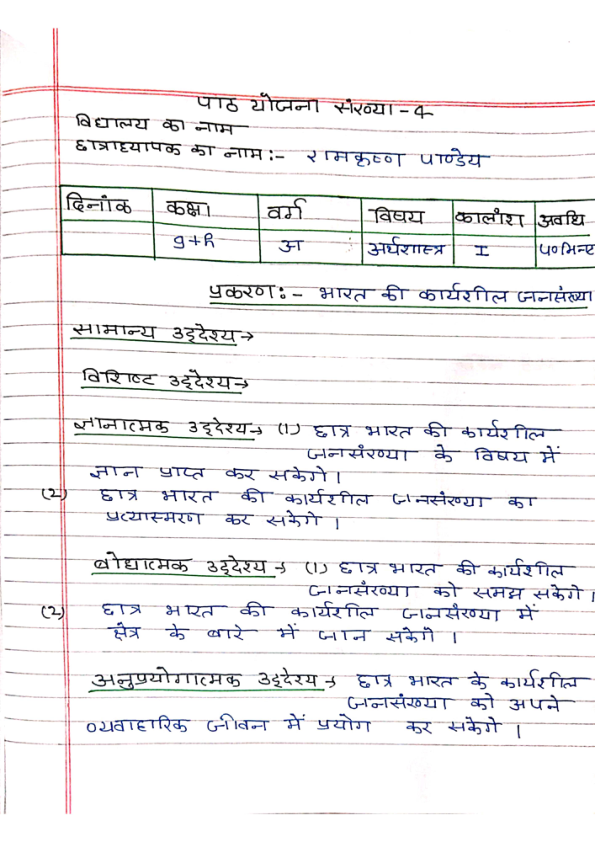 पाठ योजना संख्या - 4
विद्यालय का नाम
छात्राध्यापक का नाम :- रामकृष्ण पाण्डेय
दिनांक कक्षा वर्ग विषय कालांश अवधि
9th अ अर्थशास्त्र I 40 मिनट
प्रकरण :- भारत की कार्यशील जनसंख्या
सामान्य उद्देश्य →
विशिष्ट उद्देश्य →
ज्ञानात्मक उद्देश्य → (1) छात्र भारत की कार्यशील
जनसंख्या के विषय में
ज्ञान प्राप्त कर सकेगे।
(2) छात्र भारत की कार्यशील जनसंख्या का
प्रत्यास्मरण कर सकेगे।
बोधात्मक उद्देश्य → (1) छात्र भारत की कार्यशील
जनसंख्या को समझ सकेगे।
(2) छात्र भारत की कार्यशील जनसंख्या में
क्षेत्र के बारे में जान सकेगे।
अनुप्रयोगात्मक उद्देश्य → छात्र भारत के कार्यशील
जनसंख्या को अपने
व्यवाहारिक जीवन में प्रयोग कर सकेगे।